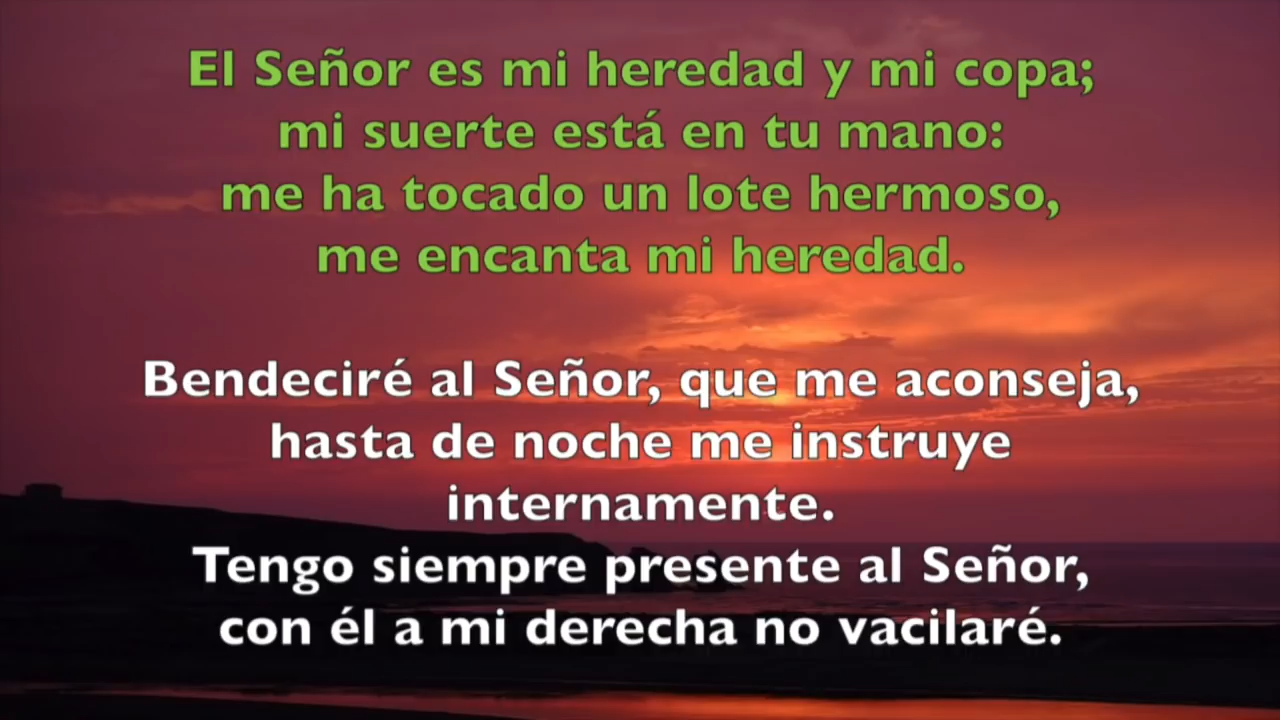 El Señor es mi heredad y mi copa;
mi suerte está en tu mano:
me ha tocado un lote hermoso,
me encanta mi heredad.
Bendeciré al Señor, que me aconseja,
hasta de noche me instruye
internamente.
Tengo siempre presente al Señor,
con él a mi derecha no vacilaré.